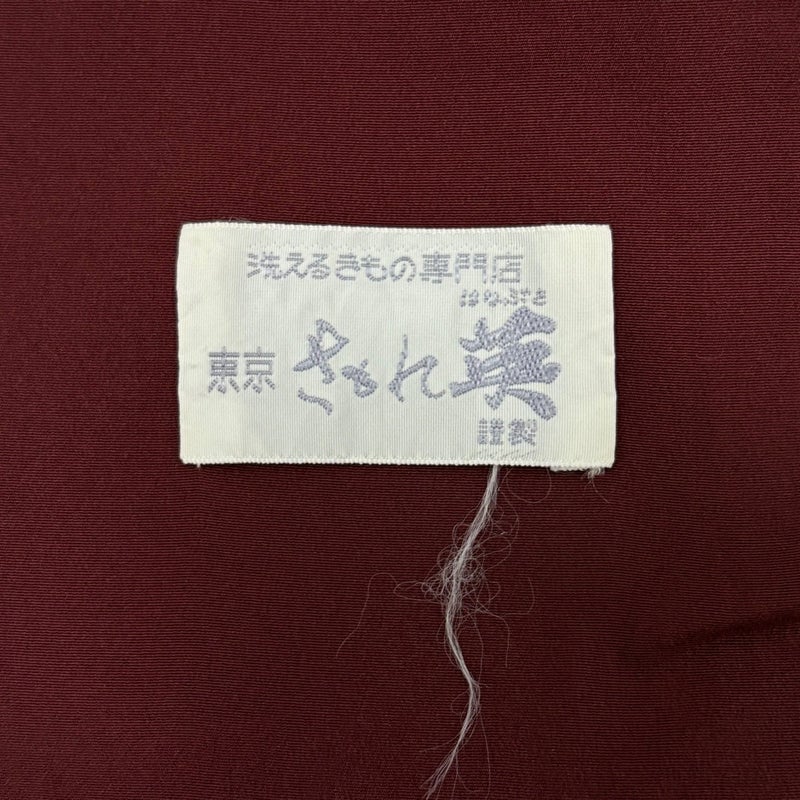 洗えるきもの専門店
はなぶさ
東京 きもれ英
謹製